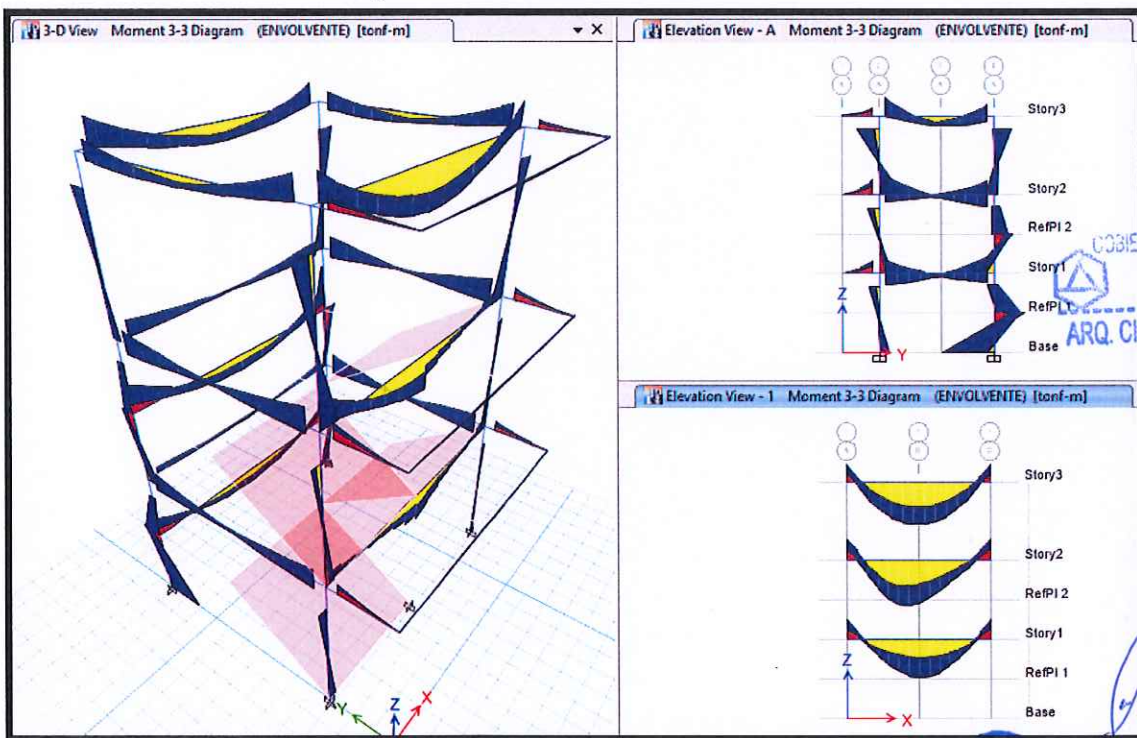 3-D View Moment 3-3 Diagram (ENVOLVENTE) [tonf-m]
Z
X
Y
Elevation View - A Moment 3-3 Diagram (ENVOLVENTE) [tonf-m]
Story3
Story2
RefPl 2
Story1
RefPl 1
Base
Z
Y
ARQ. CI
Elevation View - 1 Moment 3-3 Diagram (ENVOLVENTE) [tonf-m]
Story3
Story2
RefPl 2
Story1
RefPl 1
Base
Z
X